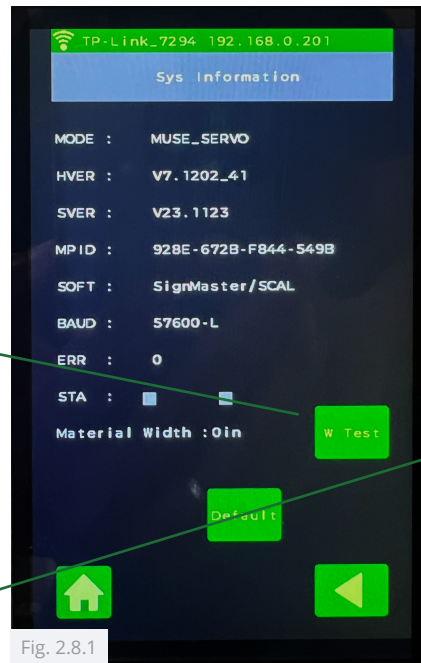 TP-Link_7294 192.168.0.201
Sys Information
MODE : MUSE_SERVO
HVER : V7.1202_41
SVER : V23.1123
MPID : 928E-672B-F844-549B
SOFT : SignMaster/SCAL
BAUD : 57600-L
ERR : 0
STA :
Material Width :0in
W Test
Default
Fig. 2.8.1